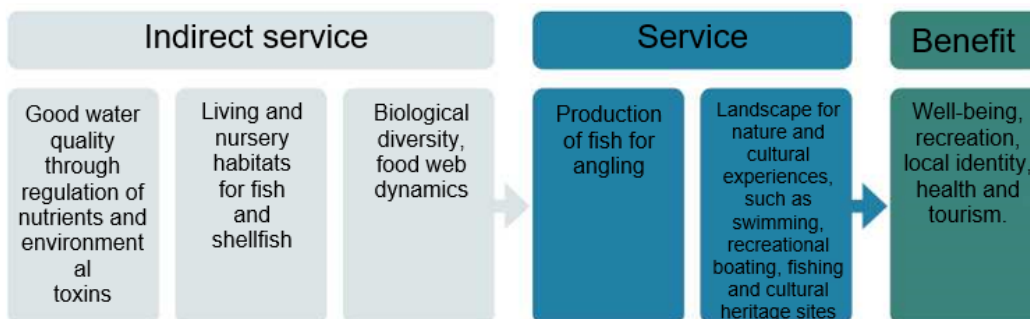 Indirect service
Service
Benefit
Good water
quality
through
regulation of
nutrients and
environment
al
toxins
Living and
nursery
habitats
for fish
and
shellfish
Biological
diversity,
food web
dynamics
Production
of fish for
angling
Landscape for
nature and
cultural
experiences,
such as
swimming,
recreational
boating, fishing
and cultural
heritage sites
Well-being,
recreation,
local identity,
health and
tourism.